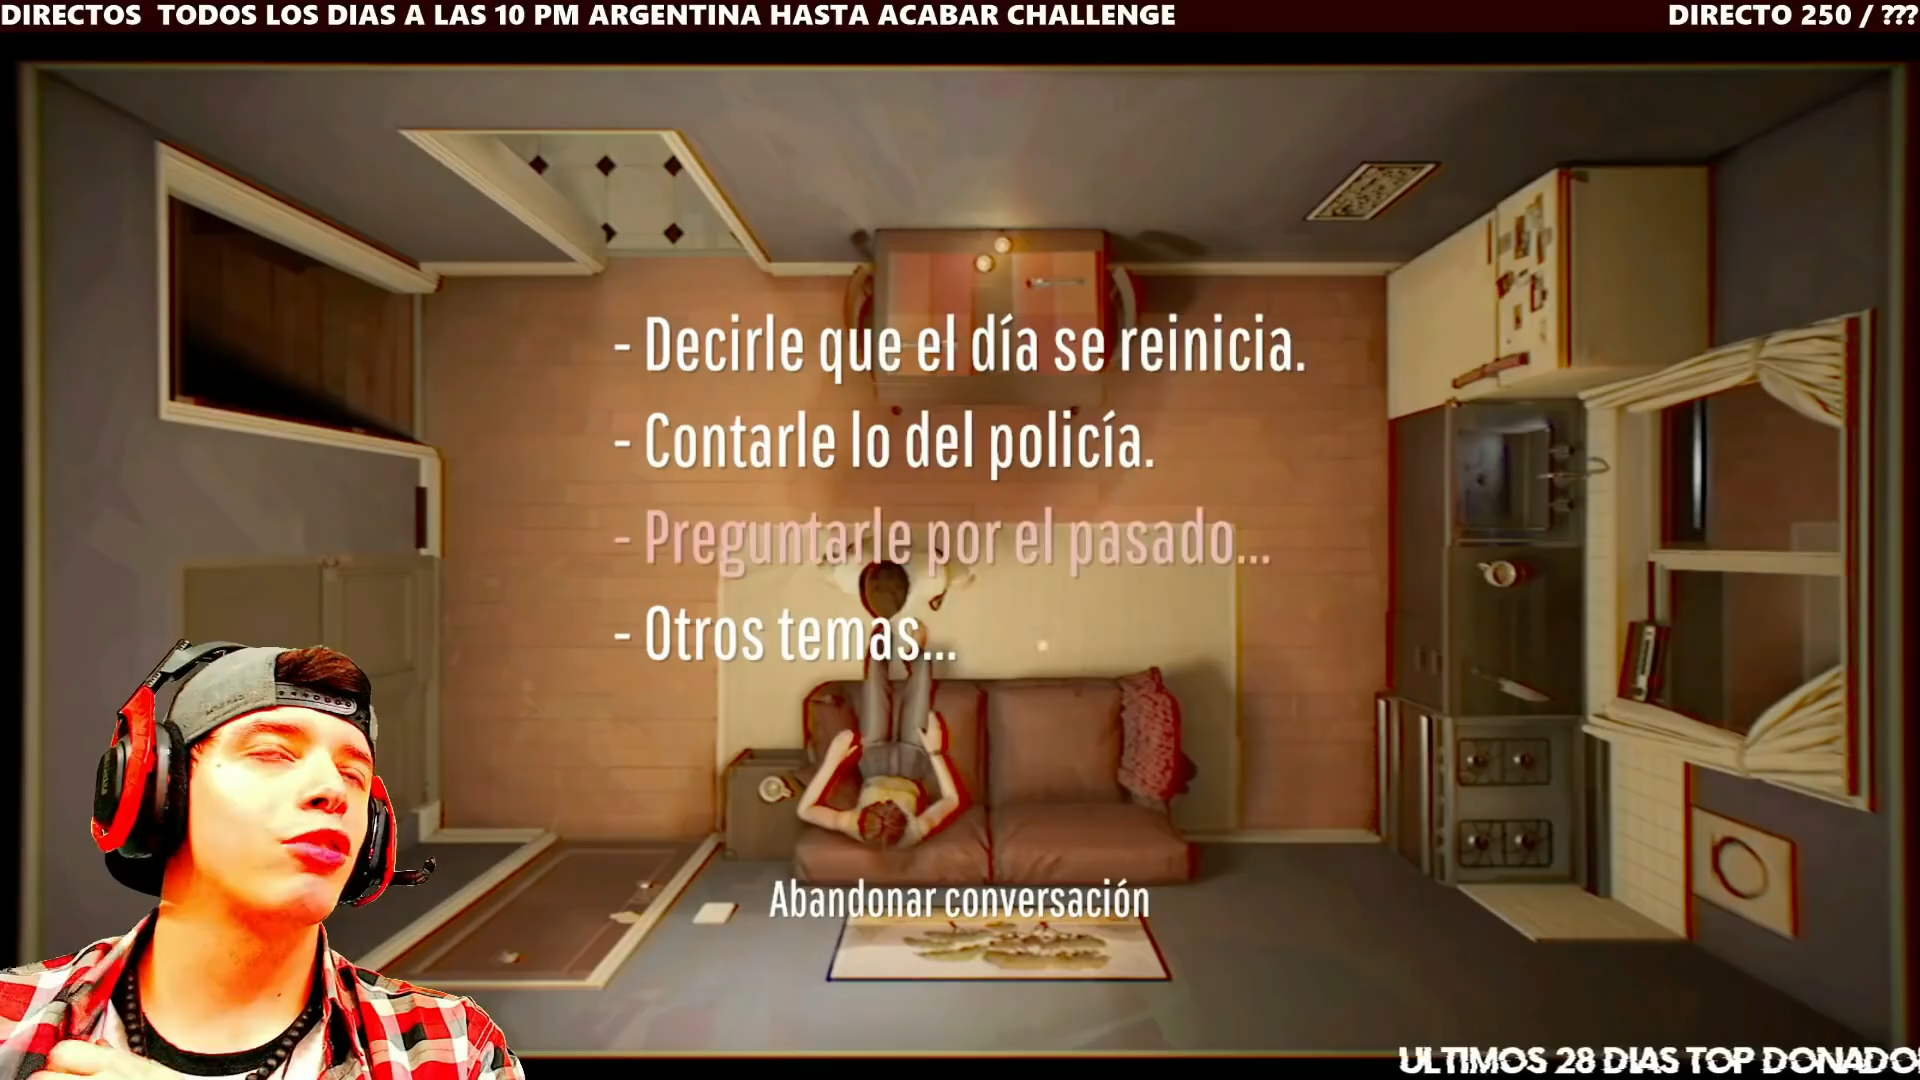 DIRECTOS TODOS LOS DIAS A LAS 10 PM ARGENTINA HASTA ACABAR CHALLENGE
DIRECTO 250 / ???
- Decirle que el día se reinicia.
- Contarle lo del policía.
- Preguntarle por el pasado...
- Otros temas...
Abandonar conversación
ULTIMOS 28 DIAS TOP DONADO